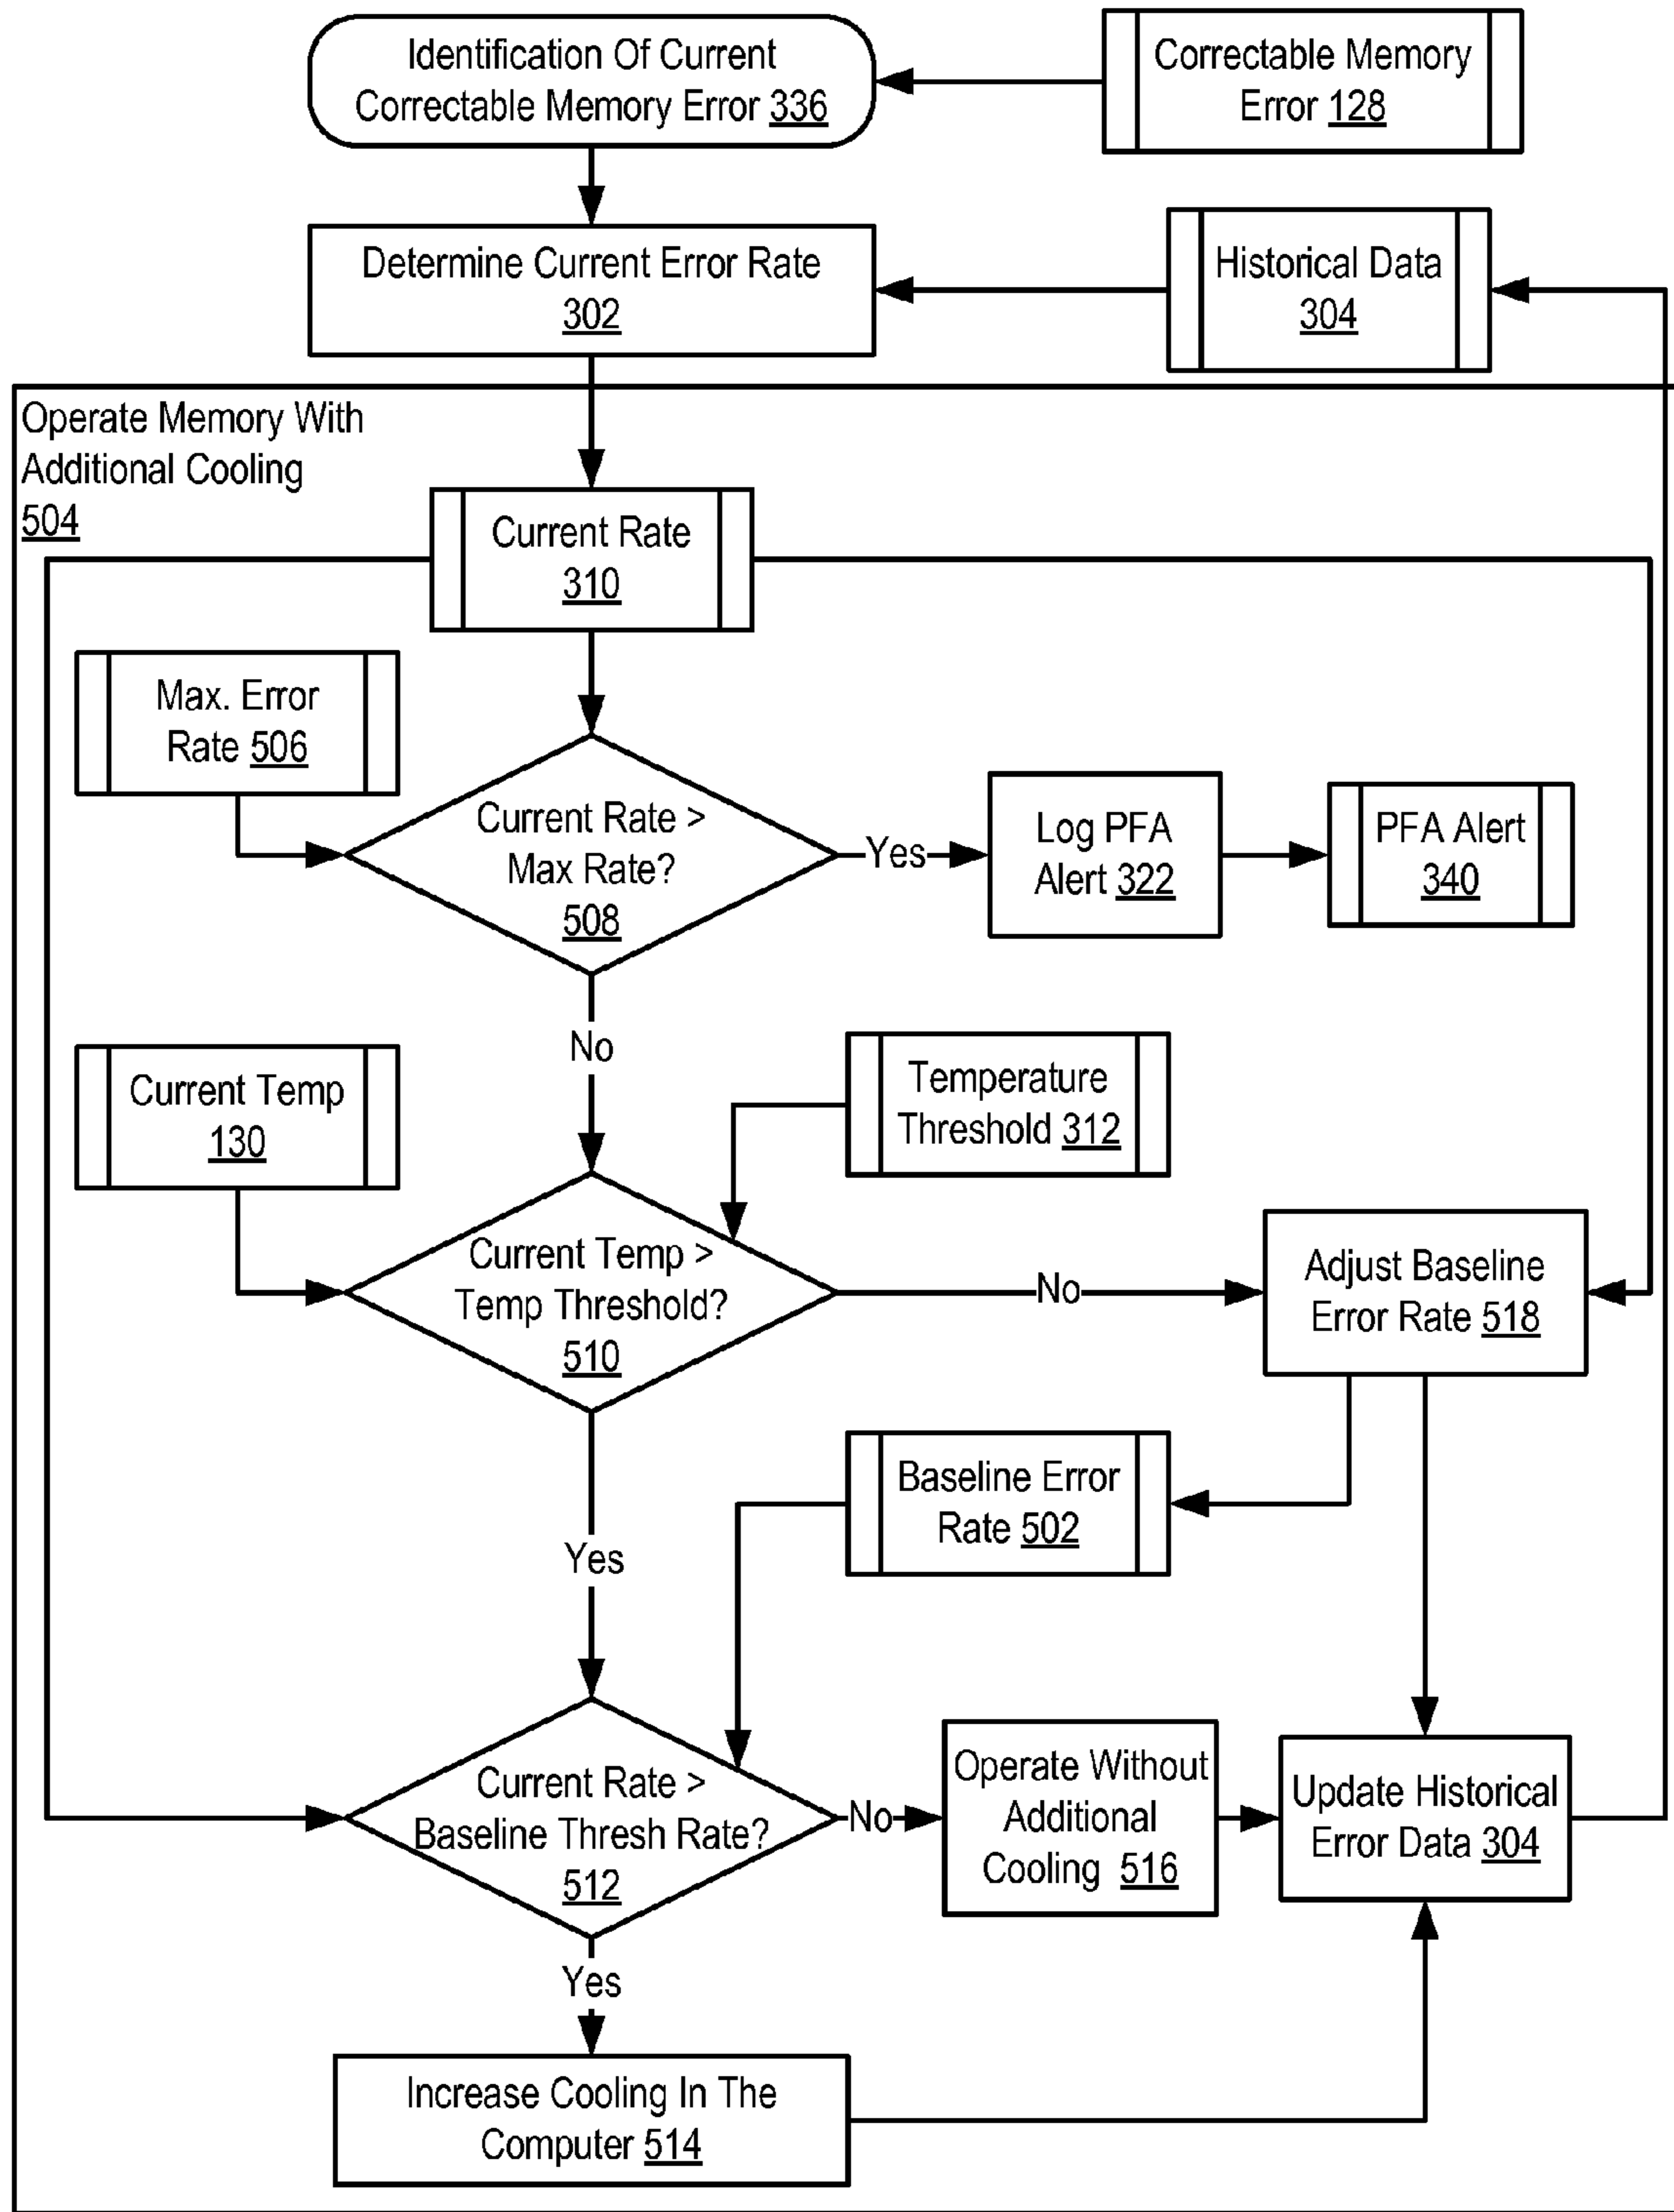 Identification Of Current
Correctable Memory Error 336
Correctable Memory
Error 128
Determine Current Error Rate
302
Historical Data
304
Operate Memory With
Additional Cooling
504
Current Rate
310
Max. Error
Rate 506
Current Rate >
Max Rate?
508
Yes
Log PFA
Alert 322
PFA Alert
340
No
Current Temp
130
Temperature
Threshold 312
Current Temp >
Temp Threshold?
510
No
Adjust Baseline
Error Rate 518
Baseline Error
Rate 502
Yes
Current Rate >
Baseline Thresh Rate?
512
No
Operate Without
Additional
Cooling 516
Update Historical
Error Data 304
Yes
Increase Cooling In The
Computer 514